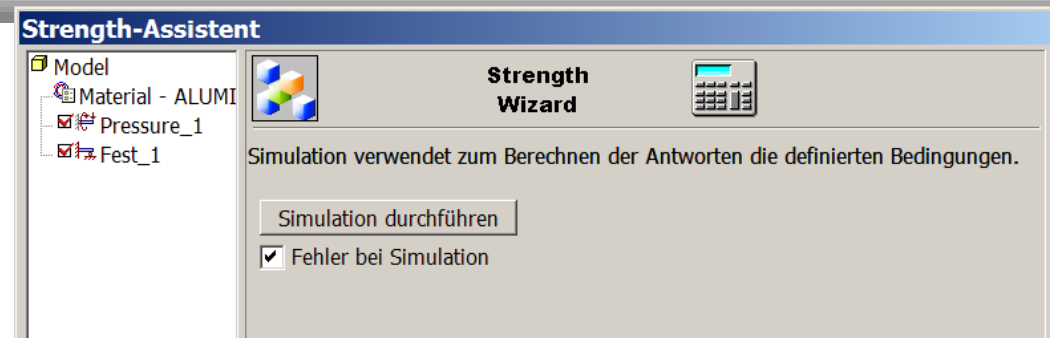 Strength-Assistent
Model
Material - ALUMI
Pressure_1
Fest_1
Strength
Wizard
Simulation verwendet zum Berechnen der Antworten die definierten Bedingungen.
Simulation durchführen
Fehler bei Simulation